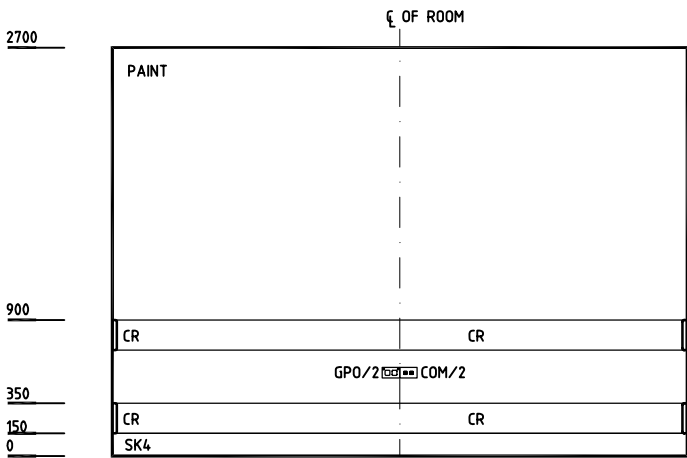 ℄ OF ROOM
2700
PAINT
900
CR CR
GPO/2 COM/2
350
CR CR
150
0 SK4